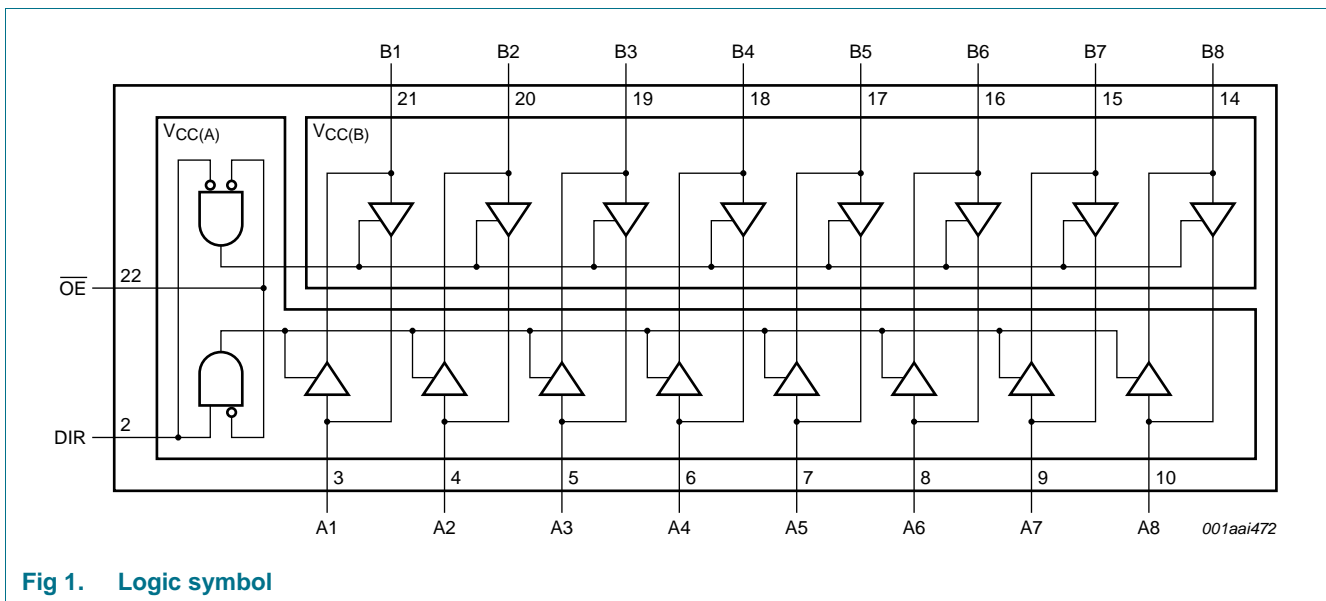 B1 B2 B3 B4 B5 B6 B7 B8
21 20 19 18 17 16 15 14
VCC(A) VCC(B)
OE 22
DIR 2
3 4 5 6 7 8 9 10
A1 A2 A3 A4 A5 A6 A7 A8 001aai472
Fig 1. Logic symbol